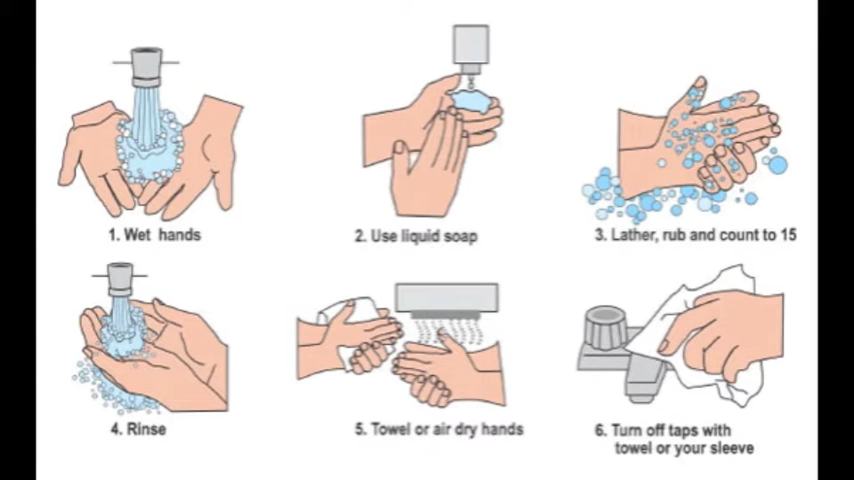 1. Wet hands
2. Use liquid soap
3. Lather, rub and count to 15
4. Rinse
5. Towel or air dry hands
6. Turn off taps with
towel or your sleeve